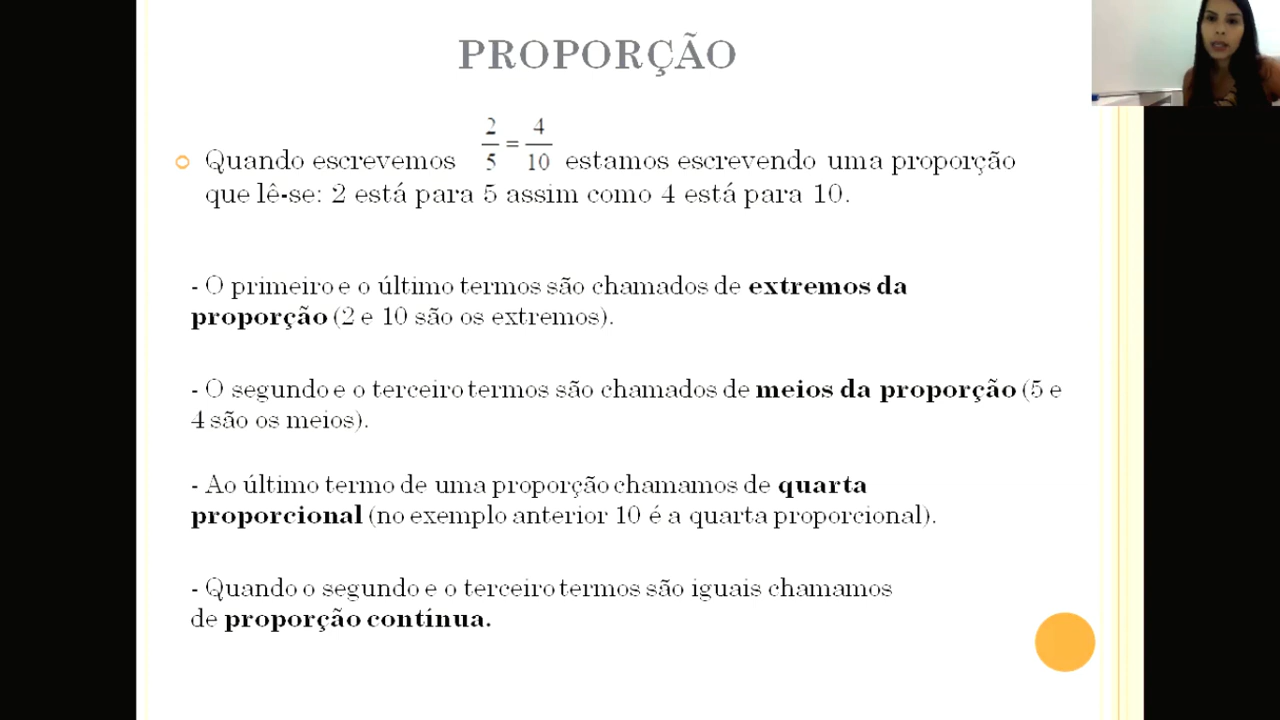 PROPORÇÃO
Quando escrevemos 2/5 = 4/10 estamos escrevendo uma proporção
que lê-se: 2 está para 5 assim como 4 está para 10.
- O primeiro e o último termos são chamados de extremos da
proporção (2 e 10 são os extremos).
- O segundo e o terceiro termos são chamados de meios da proporção (5 e
4 são os meios).
- Ao último termo de uma proporção chamamos de quarta
proporcional (no exemplo anterior 10 é a quarta proporcional).
- Quando o segundo e o terceiro termos são iguais chamamos
de proporção contínua.